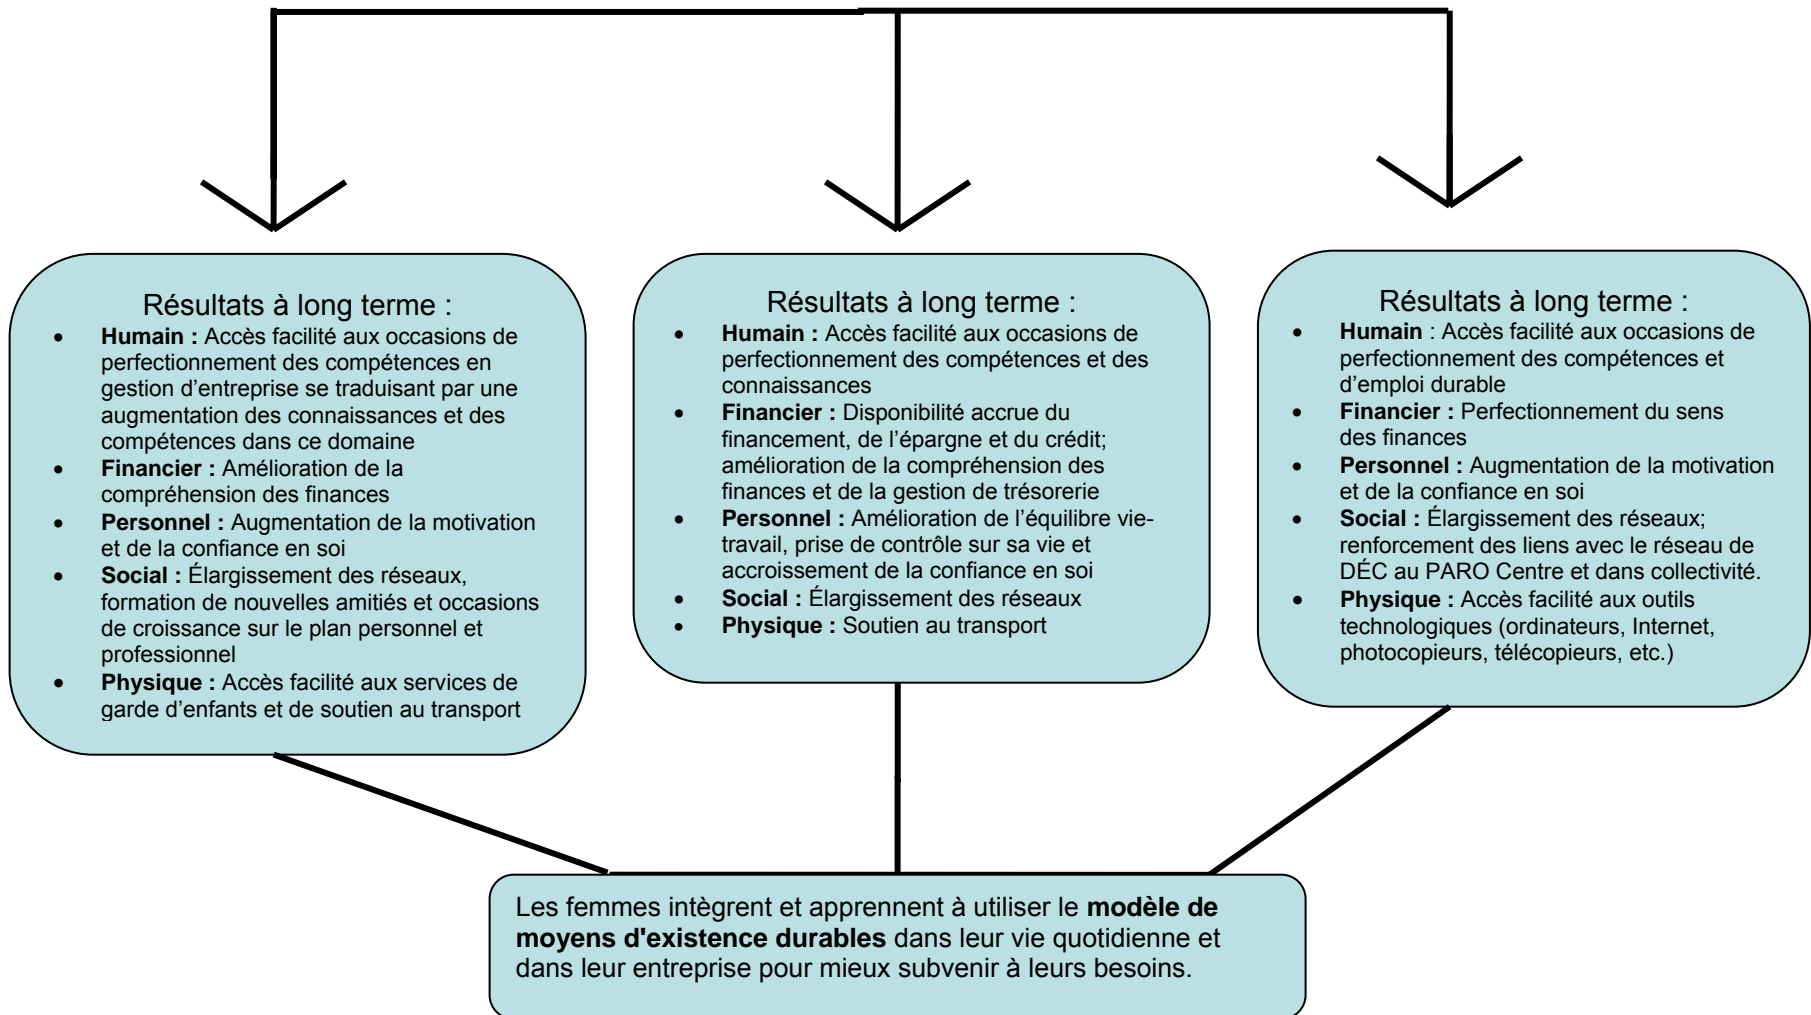 Résultats à long terme :
• Humain : Accès facilité aux occasions de
perfectionnement des compétences en
gestion d’entreprise se traduisant par une
augmentation des connaissances et des
compétences dans ce domaine
• Financier : Amélioration de la
compréhension des finances
• Personnel : Augmentation de la motivation
et de la confiance en soi
• Social : Élargissement des réseaux,
formation de nouvelles amitiés et occasions
de croissance sur le plan personnel et
professionnel
• Physique : Accès facilité aux services de
garde d’enfants et de soutien au transport
Résultats à long terme :
• Humain : Accès facilité aux occasions de
perfectionnement des compétences et des
connaissances
• Financier : Disponibilité accrue du
financement, de l’épargne et du crédit;
amélioration de la compréhension des
finances et de la gestion de trésorerie
• Personnel : Amélioration de l’équilibre vie-
travail, prise de contrôle sur sa vie et
accroissement de la confiance en soi
• Social : Élargissement des réseaux
• Physique : Soutien au transport
Résultats à long terme :
• Humain : Accès facilité aux occasions de
perfectionnement des compétences et
d’emploi durable
• Financier : Perfectionnement du sens
des finances
• Personnel : Augmentation de la motivation
et de la confiance en soi
• Social : Élargissement des réseaux;
renforcement des liens avec le réseau de
DÉC au PARO Centre et dans collectivité.
• Physique : Accès facilité aux outils
technologiques (ordinateurs, Internet,
photocopieurs, télécopieurs, etc.)
Les femmes intègrent et apprennent à utiliser le modèle de
moyens d'existence durables dans leur vie quotidienne et
dans leur entreprise pour mieux subvenir à leurs besoins.